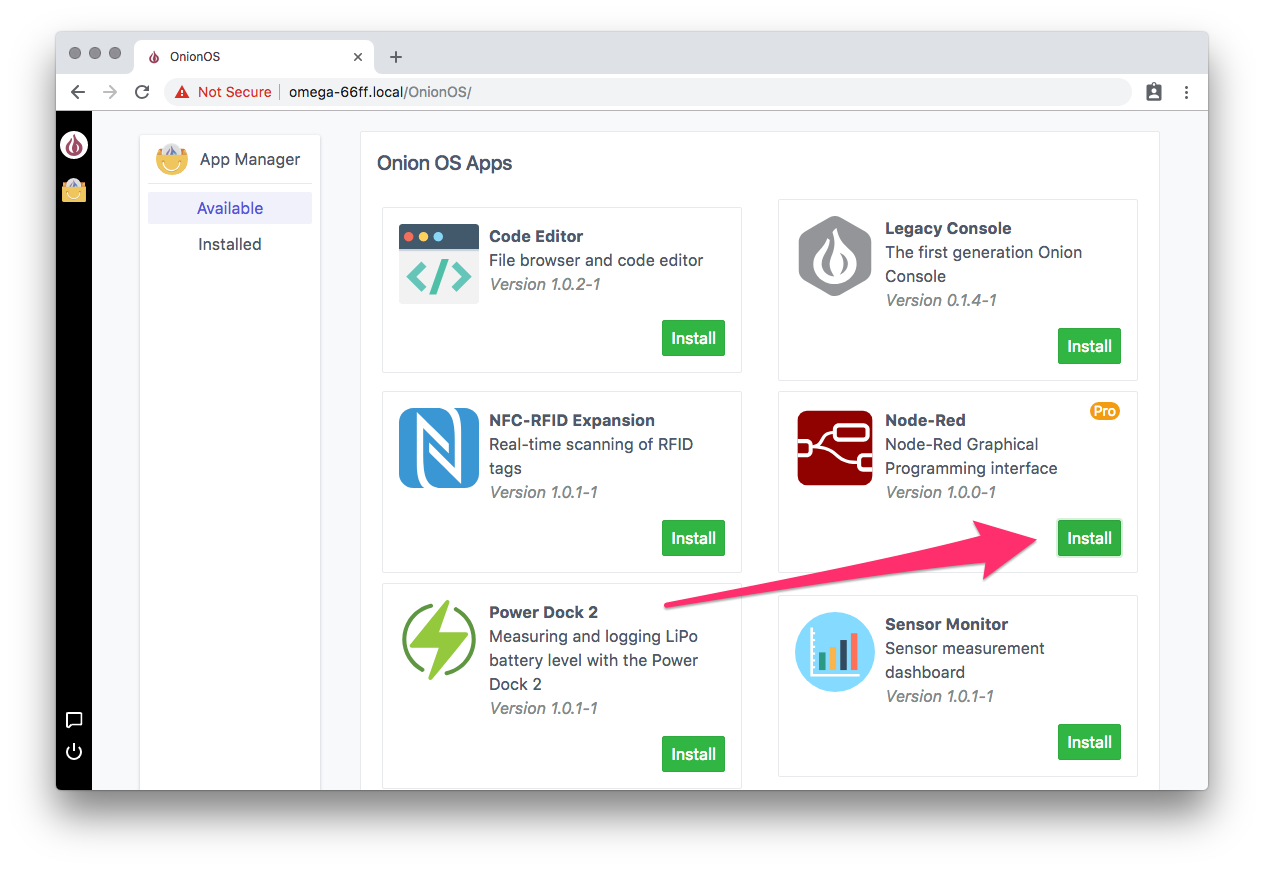 OnionOS
Not Secure
omega-66ff.local/OnionOS/
App Manager
Available
Installed
Onion OS Apps
Code Editor
File browser and code editor
Version 1.0.2-1
Install
Legacy Console
The first generation Onion
Console
Version 0.1.4-1
Install
NFC-RFID Expansion
Real-time scanning of RFID
tags
Version 1.0.1-1
Install
Pro
Node-Red
Node-Red Graphical
Programming interface
Version 1.0.0-1
Install
Power Dock 2
Measuring and logging LiPo
battery level with the Power
Dock 2
Version 1.0.1-1
Install
Sensor Monitor
Sensor measurement
dashboard
Version 1.0.1-1
Install